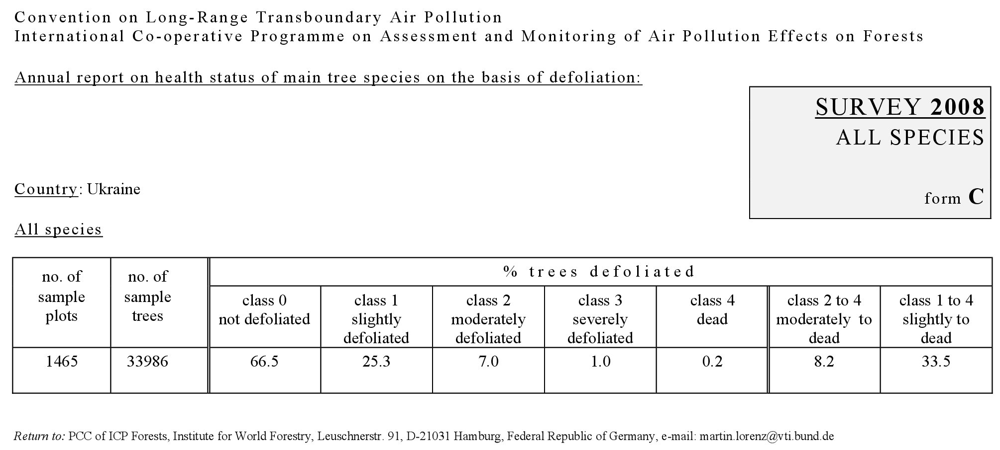 Convention on Long-Range Transboundary Air Pollution
International Co-operative Programme on Assessment and Monitoring of Air Pollution Effects on Forests
Annual report on health status of main tree species on the basis of defoliation:
SURVEY 2008
ALL SPECIES
form C
Country: Ukraine
All species
no. of
sample
plots
no. of
sample
trees
% trees defoliated
class 0
not defoliated
class 1
slightly
defoliated
class 2
moderately
defoliated
class 3
severely
defoliated
class 4
dead
class 2 to 4
moderately to
dead
class 1 to 4
slightly to
dead
1465
33986
66.5
25.3
7.0
1.0
0.2
8.2
33.5
Return to: PCC of ICP Forests, Institute for World Forestry, Leuschnerstr. 91, D-21031 Hamburg, Federal Republic of Germany, e-mail: martin.lorenz@vti.bund.de